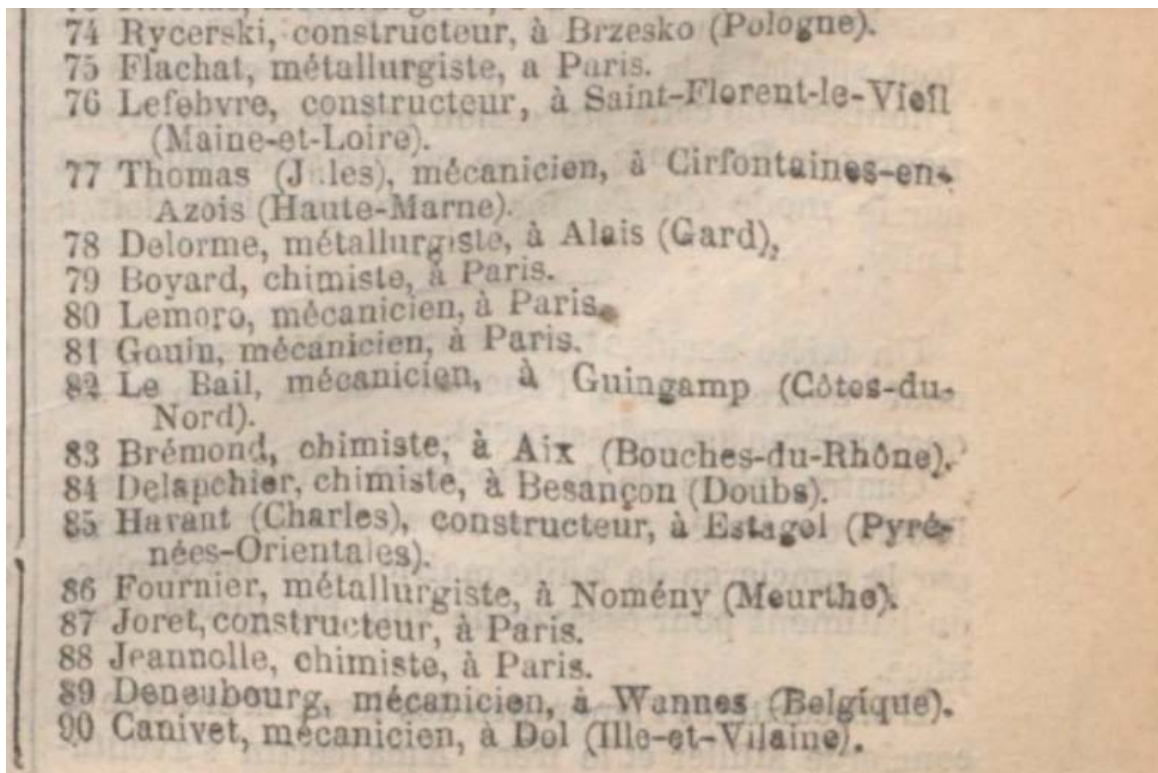 74 Rycerski, constructeur, à Brzesko (Pologne).
75 Flachat, métallurgiste, a Paris.
76 Lefebvre, constructeur, à Saint-Florent-le-Vieil
(Maine-et-Loire).
77 Thomas (Jules), mécanicien, à Cirfontaines-en-
Azois (Haute-Marne).
78 Delorme, métallurgiste, à Alais (Gard),
79 Boyard, chimiste, à Paris.
80 Lemoro, mécanicien, à Paris.
81 Gouin, mécanicien, à Paris.
82 Le Bail, mécanicien, à Guingamp (Côtes-du-
Nord).
83 Brémond, chimiste, à Aix (Bouches-du-Rhône).
84 Delapchier, chimiste, à Besançon (Doubs).
85 Havant (Charles), constructeur, à Estagel (Pyré-
nées-Orientales).
86 Fournier, métallurgiste, à Nomény (Meurthe).
87 Joret, constructeur, à Paris.
88 Jeannolle, chimiste, à Paris.
89 Deneubourg, mécanicien, à Wannes (Belgique).
90 Canivet, mécanicien, à Dol (Ille-et-Vilaine).